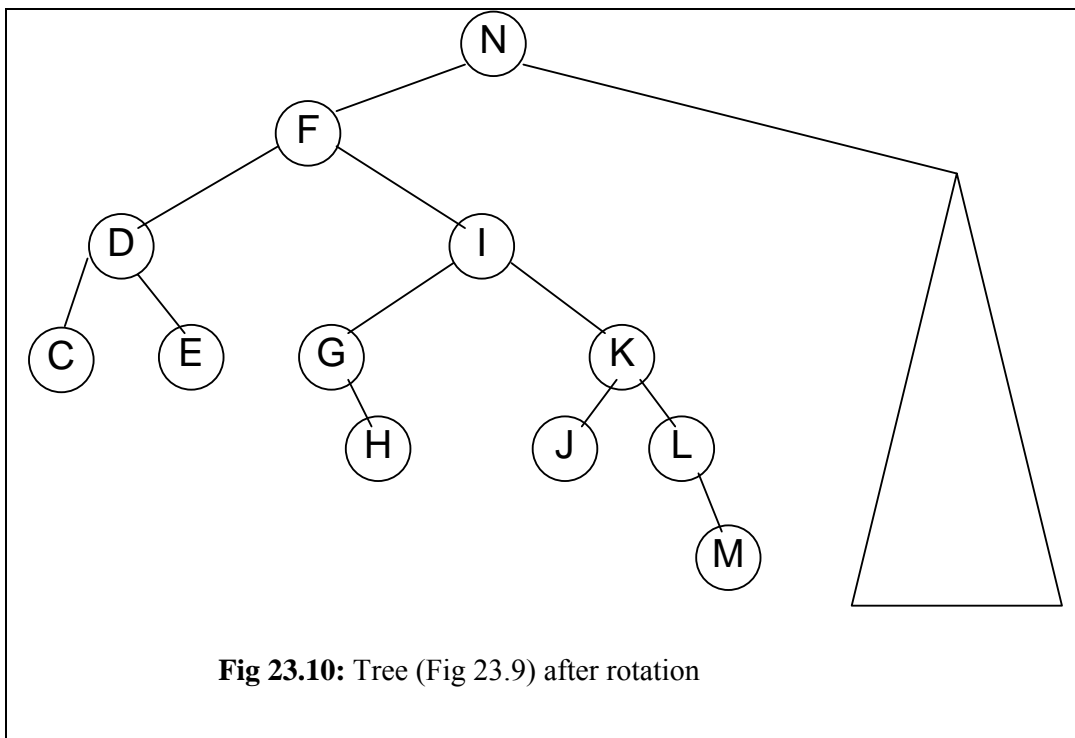 N
F
D I
C E G K
H J L
M
Fig 23.10: Tree (Fig 23.9) after rotation